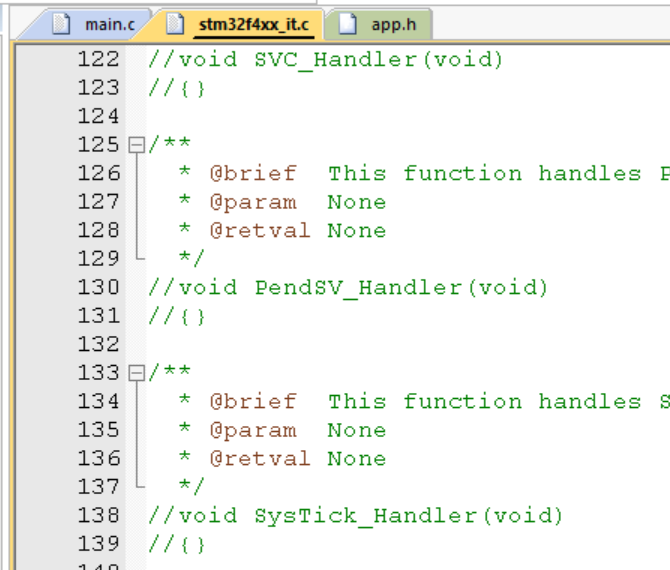 main.c stm32f4xx_it.c app.h
122 //void SVC_Handler(void)
123 //{}
124
125 /**
126 * @brief This function handles
127 * @param None
128 * @retval None
129 */
130 //void PendSV_Handler(void)
131 //{}
132
133 /**
134 * @brief This function handles
135 * @param None
136 * @retval None
137 */
138 //void SysTick_Handler(void)
139 //{}